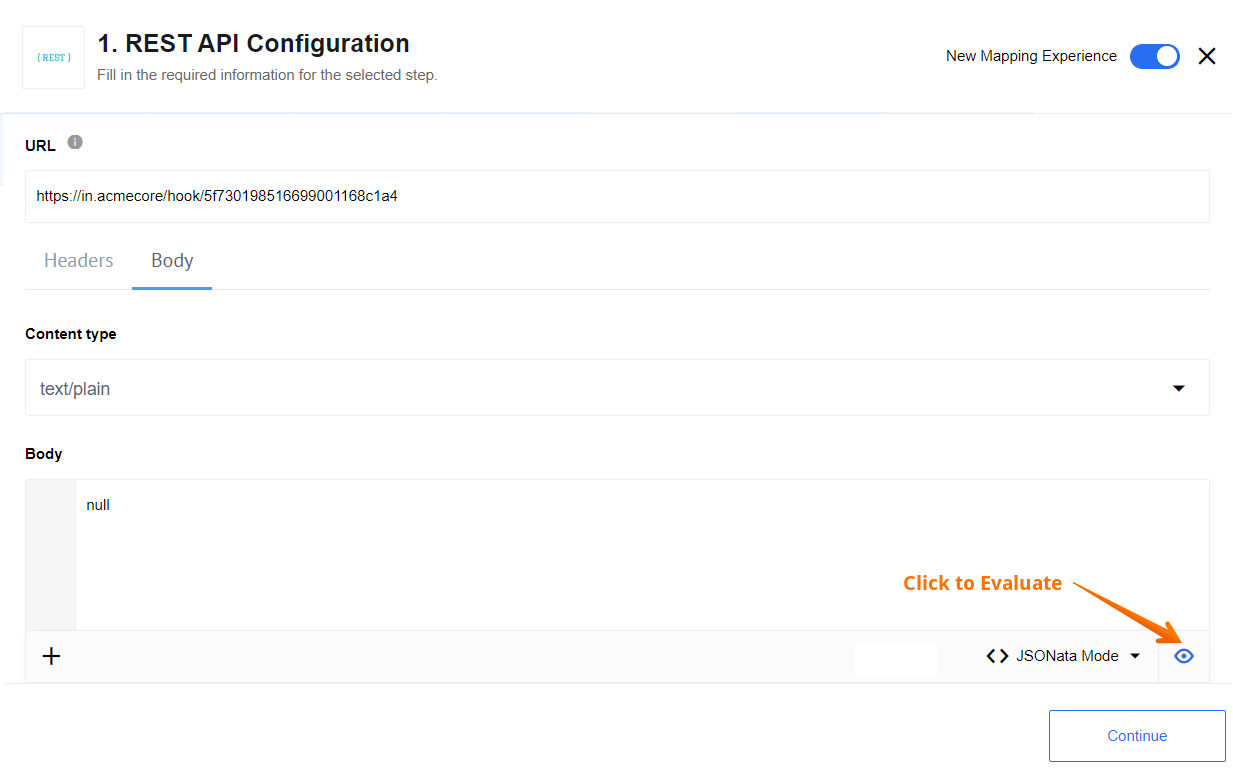 { REST }
1. REST API Configuration
Fill in the required information for the selected step.
New Mapping Experience
URL
https://in.acmecore/hook/5f730198516699001168c1a4
Headers
Body
Content type
text/plain
Body
null
Click to Evaluate
JSONata Mode
Continue